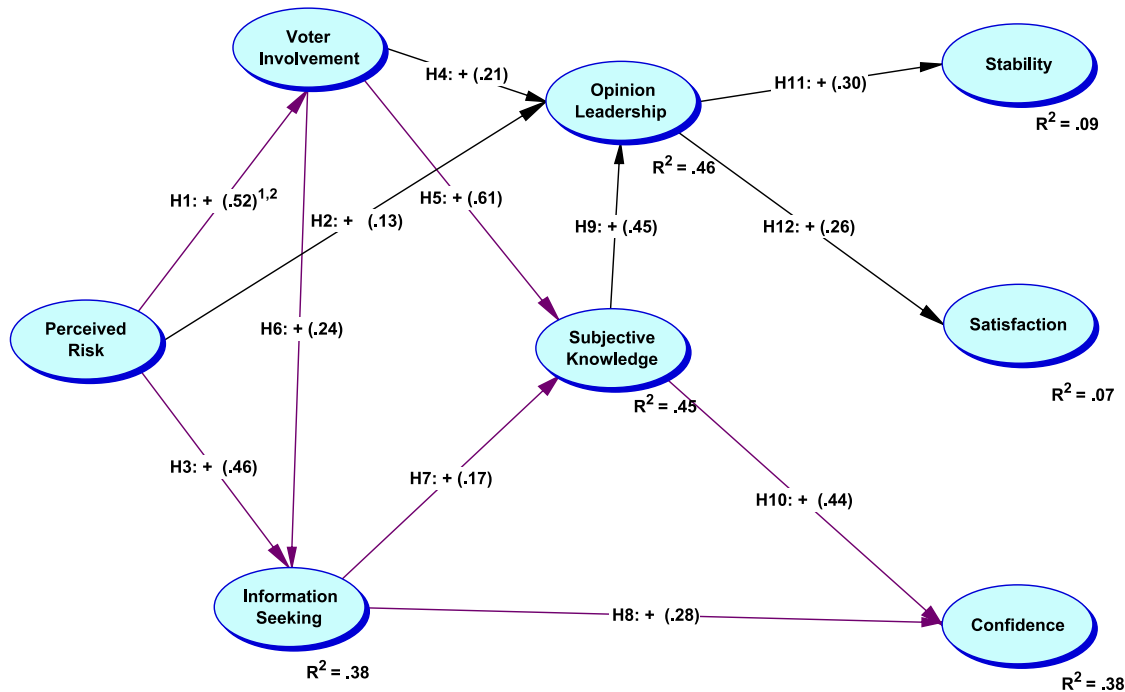 Voter
Involvement
H4: + (.21)
Opinion
Leadership
R² = .46
H11: + (.30)
Stability
R² = .09
H1: + (.52)¹,²
H2: + (.13)
H5: + (.61)
H9: + (.45)
H12: + (.26)
Perceived
Risk
H6: + (.24)
Subjective
Knowledge
R² = .45
Satisfaction
R² = .07
H3: + (.46)
H7: + (.17)
H10: + (.44)
Information
Seeking
R² = .38
H8: + (.28)
Confidence
R² = .38